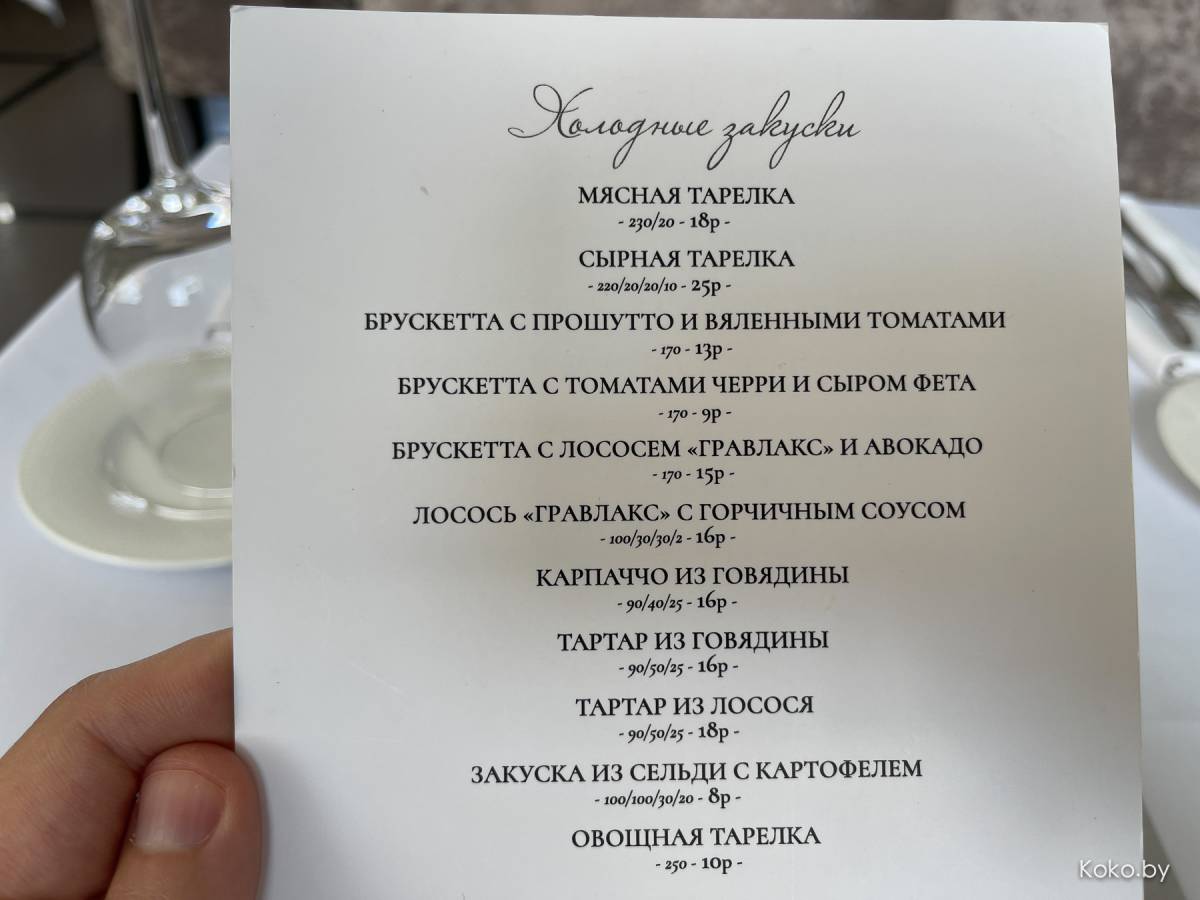 Холодные закуски
МЯСНАЯ ТАРЕЛКА
- 230/20 - 18р -
СЫРНАЯ ТАРЕЛКА
- 220/20/20/10 - 25р -
БРУСКЕТТА С ПРОШУТТО И ВЯЛЕННЫМИ ТОМАТАМИ
- 170 - 13р -
БРУСКЕТТА С ТОМАТАМИ ЧЕРРИ И СЫРОМ ФЕТА
- 170 - 9р -
БРУСКЕТТА С ЛОСОСЕМ «ГРАВЛАКС» И АВОКАДО
- 170 - 15р -
ЛОСОСЬ «ГРАВЛАКС» С ГОРЧИЧНЫМ СОУСОМ
- 100/30/30/2 - 16р -
КАРПАЧЧО ИЗ ГОВЯДИНЫ
- 90/40/25 - 16р -
ТАРТАР ИЗ ГОВЯДИНЫ
- 90/50/25 - 16р -
ТАРТАР ИЗ ЛОСОСЯ
- 90/50/25 - 18р -
ЗАКУСКА ИЗ СЕЛЬДИ С КАРТОФЕЛЕМ
- 100/100/30/20 - 8р -
ОВОЩНАЯ ТАРЕЛКА
- 250 - 10р -
Koko.by